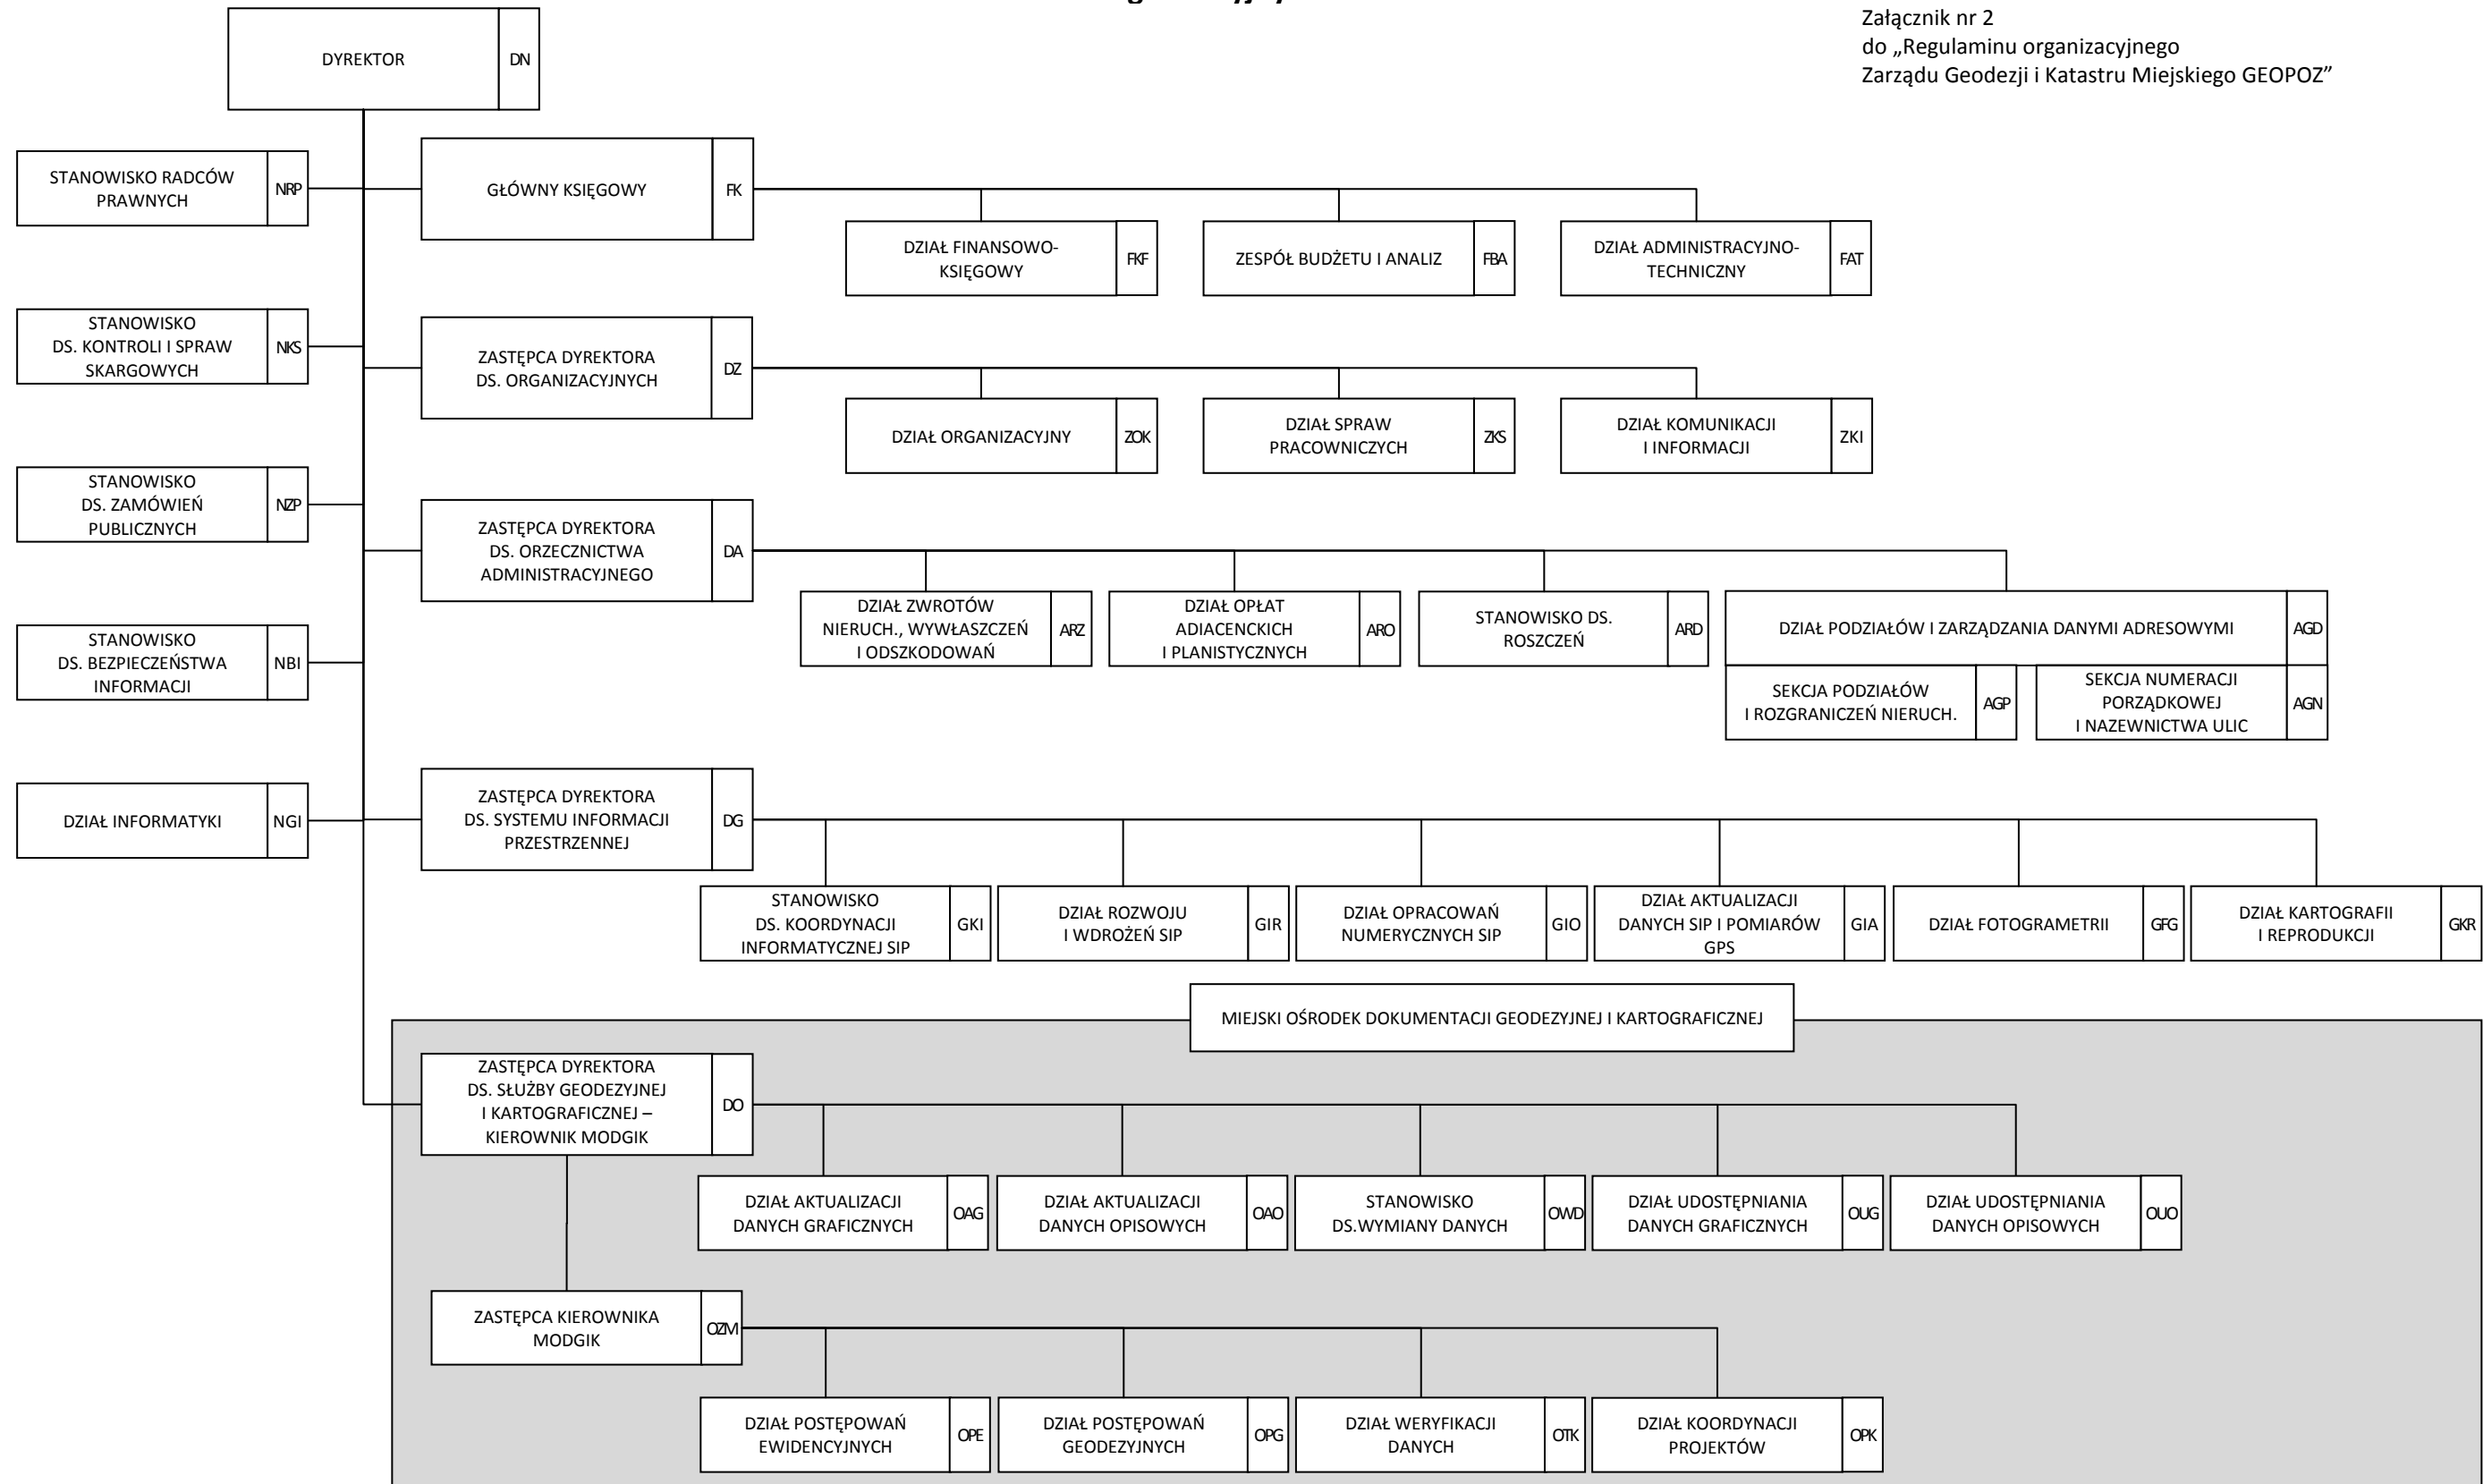 Załącznik nr 2
do „Regulaminu organizacyjnego
Zarządu Geodezji i Katastru Miejskiego GEOPOZ”
DYREKTOR
DN
STANOWISKO RADCÓW
PRAWNYCH
NRP
GŁÓWNY KSIĘGOWY
FK
DZIAŁ FINANSOWO-
KSIĘGOWY
FKF
ZESPÓŁ BUDŻETU I ANALIZ
FBA
DZIAŁ ADMINISTRACYJNO-
TECHNICZNY
FAT
STANOWISKO
DS. KONTROLI I SPRAW
SKARGOWYCH
NKS
ZASTĘPCA DYREKTORA
DS. ORGANIZACYJNYCH
DZ
DZIAŁ ORGANIZACYJNY
ZOK
DZIAŁ SPRAW
PRACOWNICZYCH
ZKS
DZIAŁ KOMUNIKACJI
I INFORMACJI
ZKI
STANOWISKO
DS. ZAMÓWIEŃ
PUBLICZNYCH
NZP
ZASTĘPCA DYREKTORA
DS. ORZECZNICTWA
ADMINISTRACYJNEGO
DA
DZIAŁ ZWROTÓW
NIERUCH., WYWŁASZCZEŃ
I ODSZKODOWAŃ
ARZ
DZIAŁ OPŁAT
ADIACENCKICH
I PLANISTYCZNYCH
ARO
STANOWISKO DS.
ROSZCZEŃ
ARD
DZIAŁ PODZIAŁÓW I ZARZĄDZANIA DANYMI ADRESOWYMI
AGD
SEKCJA PODZIAŁÓW
I ROZGRANICZEŃ NIERUCH.
AGP
SEKCJA NUMERACJI
PORZĄDKOWEJ
I NAZEWNICTWA ULIC
AGN
STANOWISKO
DS. BEZPIECZEŃSTWA
INFORMACJI
NBI
DZIAŁ INFORMATYKI
NGI
ZASTĘPCA DYREKTORA
DS. SYSTEMU INFORMACJI
PRZESTRZENNEJ
DG
STANOWISKO
DS. KOORDYNACJI
INFORMATYCZNEJ SIP
GKI
DZIAŁ ROZWOJU
I WDROŻEŃ SIP
GIR
DZIAŁ OPRACOWAŃ
NUMERYCZNYCH SIP
GIO
DZIAŁ AKTUALIZACJI
DANYCH SIP I POMIARÓW
GPS
GIA
DZIAŁ FOTOGRAMETRII
GFG
DZIAŁ KARTOGRAFII
I REPRODUKCJI
GKR
MIEJSKI OŚRODEK DOKUMENTACJI GEODEZYJNEJ I KARTOGRAFICZNEJ
ZASTĘPCA DYREKTORA
DS. SŁUŻBY GEODEZYJNEJ
I KARTOGRAFICZNEJ –
KIEROWNIK MODGIK
DO
DZIAŁ AKTUALIZACJI
DANYCH GRAFICZNYCH
OAG
DZIAŁ AKTUALIZACJI
DANYCH OPISOWYCH
OAO
STANOWISKO
DS.WYMIANY DANYCH
OWD
DZIAŁ UDOSTĘPNIANIA
DANYCH GRAFICZNYCH
OUG
DZIAŁ UDOSTĘPNIANIA
DANYCH OPISOWYCH
OUO
ZASTĘPCA KIEROWNIKA
MODGIK
OZM
DZIAŁ POSTĘPOWAŃ
EWIDENCYJNYCH
OPE
DZIAŁ POSTĘPOWAŃ
GEODEZYJNYCH
OPG
DZIAŁ WERYFIKACJI
DANYCH
OTK
DZIAŁ KOORDYNACJI
PROJEKTÓW
OPK